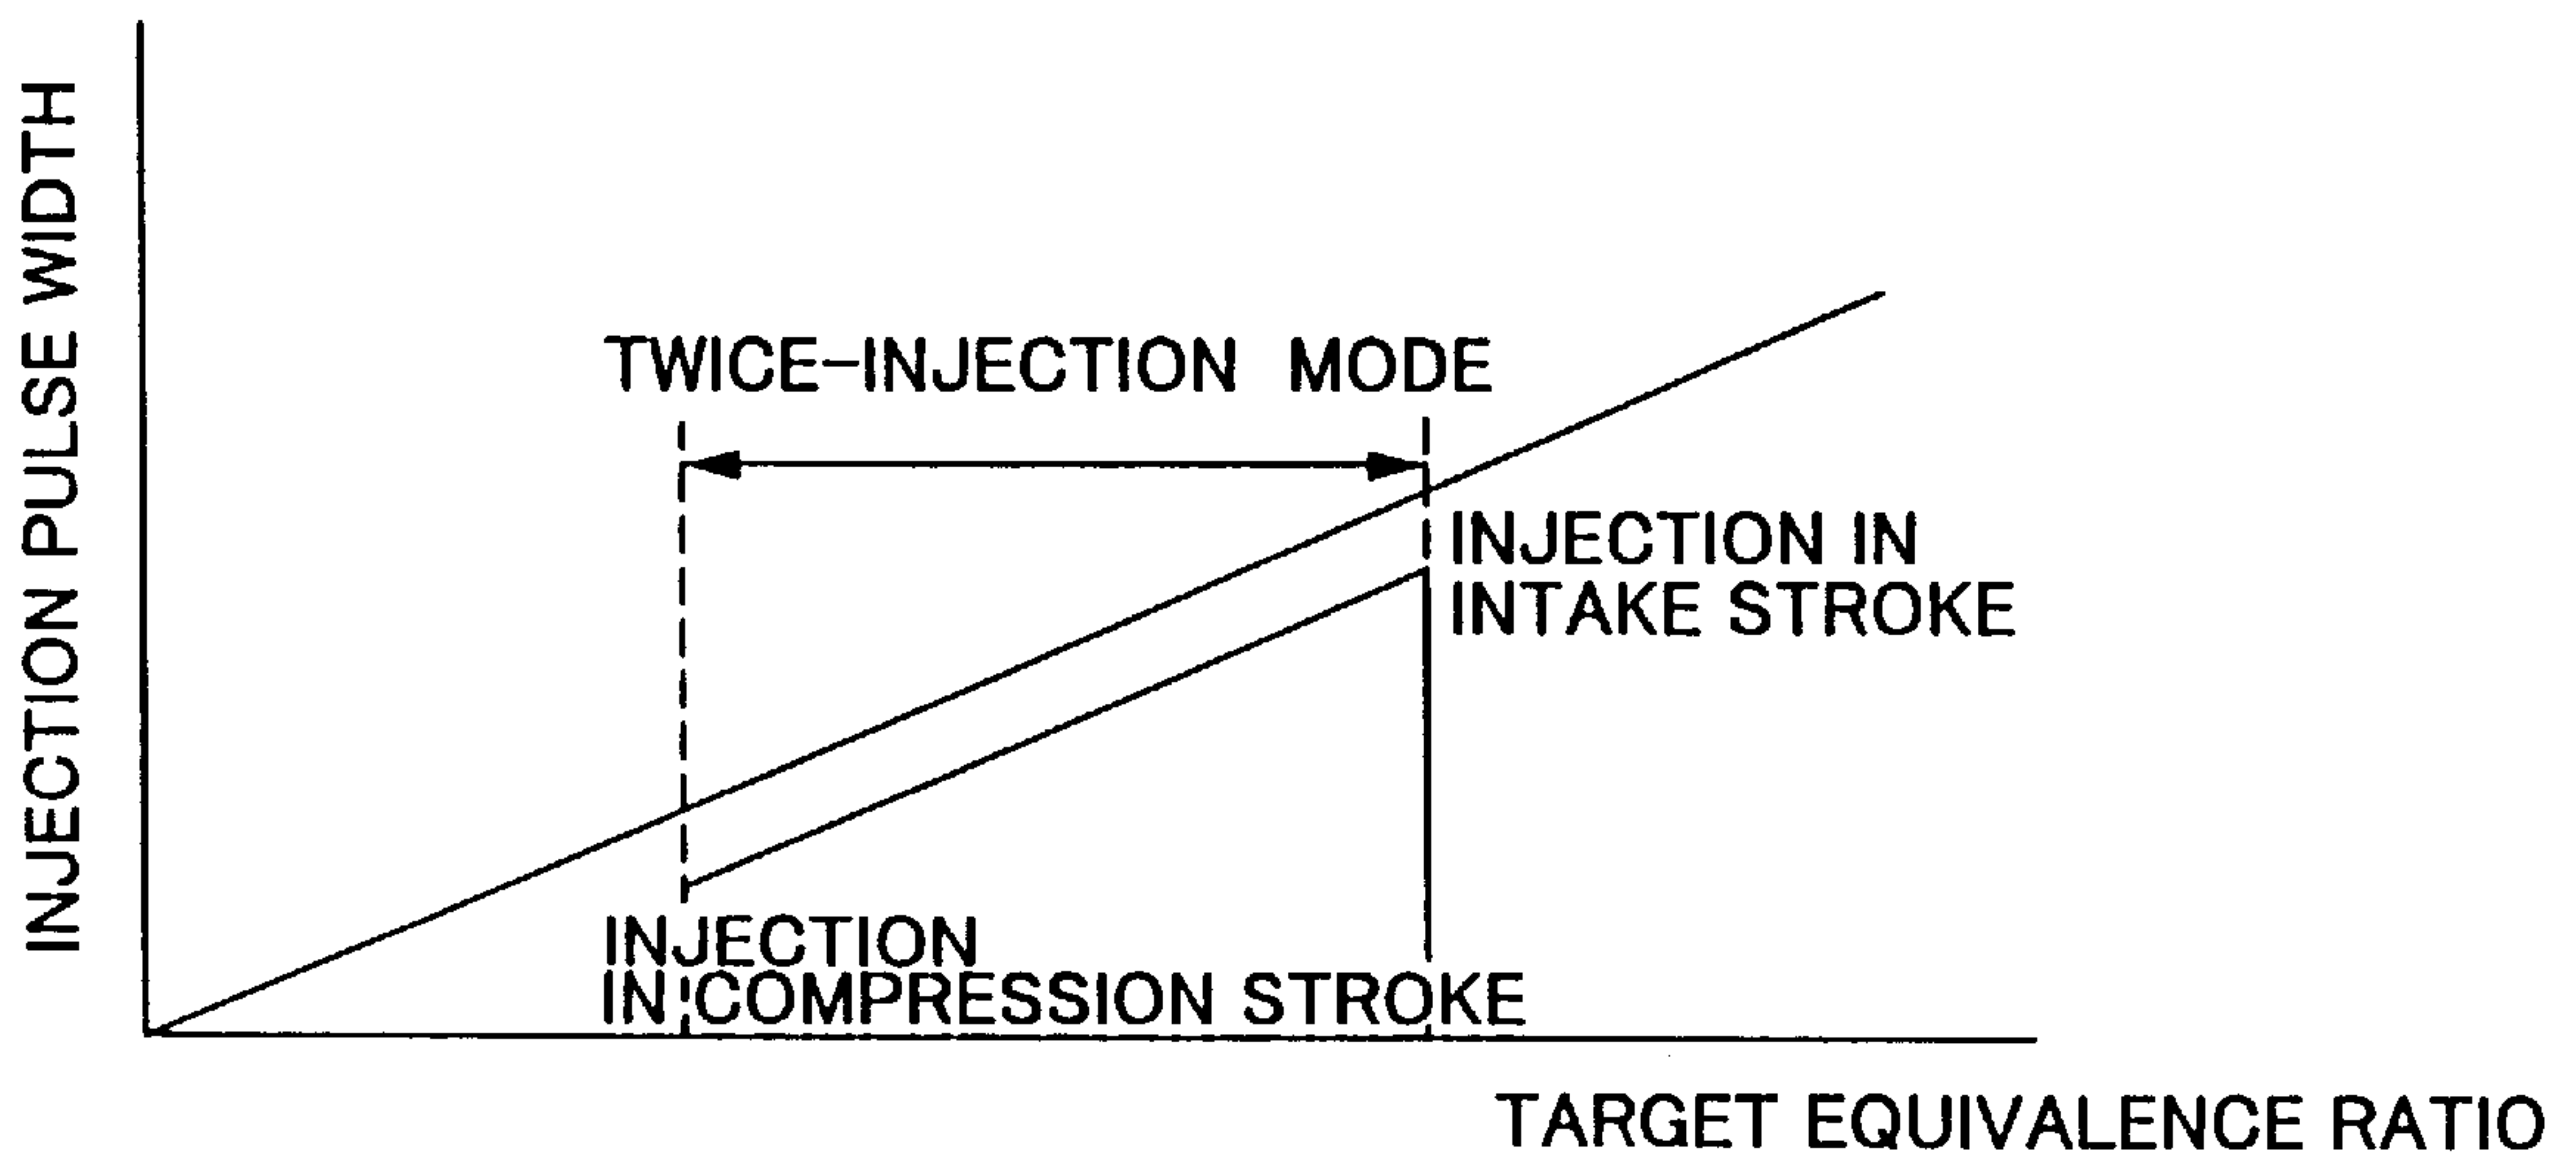 INJECTION PULSE WIDTH
TWICE-INJECTION MODE
INJECTION IN
INTAKE STROKE
INJECTION
IN COMPRESSION STROKE
TARGET EQUIVALENCE RATIO